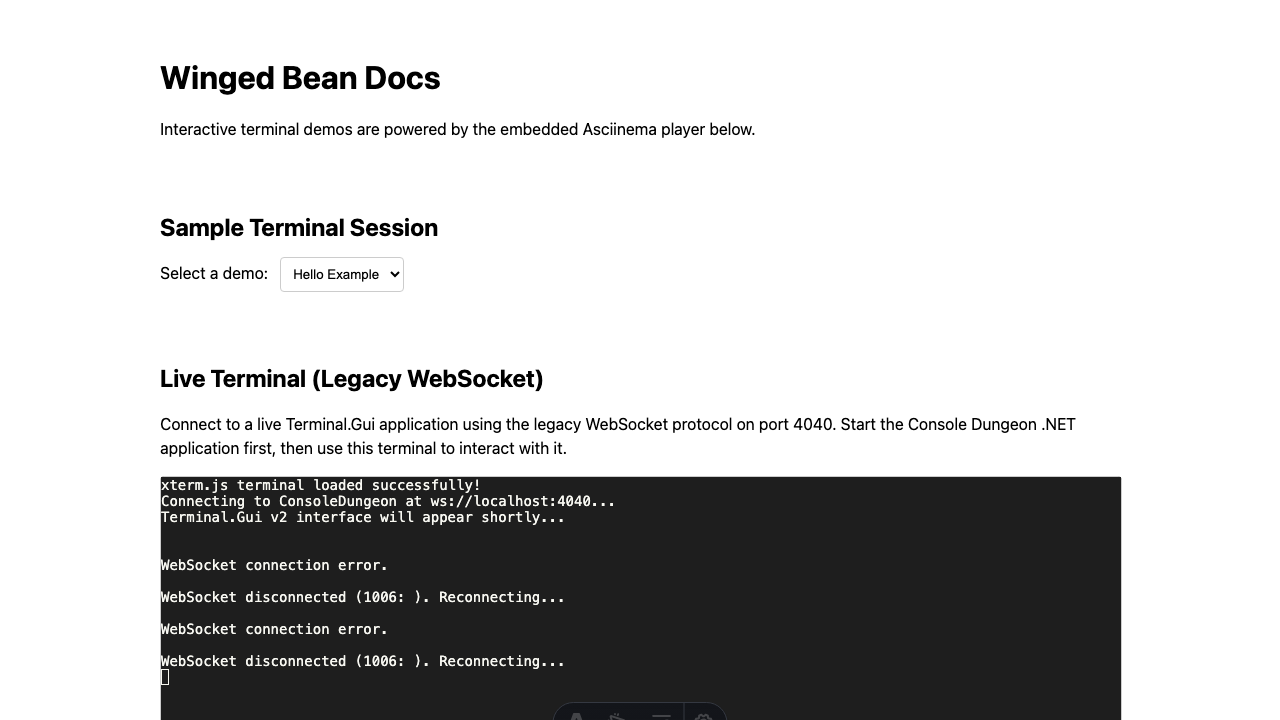 Winged Bean Docs
Interactive terminal demos are powered by the embedded Asciinema player below.
Sample Terminal Session
Select a demo: Hello Example
Live Terminal (Legacy WebSocket)
Connect to a live Terminal.Gui application using the legacy WebSocket protocol on port 4040. Start the Console Dungeon .NET
application first, then use this terminal to interact with it.
xterm.js terminal loaded successfully!
Connecting to ConsoleDungeon at ws://localhost:4040...
Terminal.Gui v2 interface will appear shortly...
WebSocket connection error.
WebSocket disconnected (1006: ). Reconnecting...
WebSocket connection error.
WebSocket disconnected (1006: ). Reconnecting...